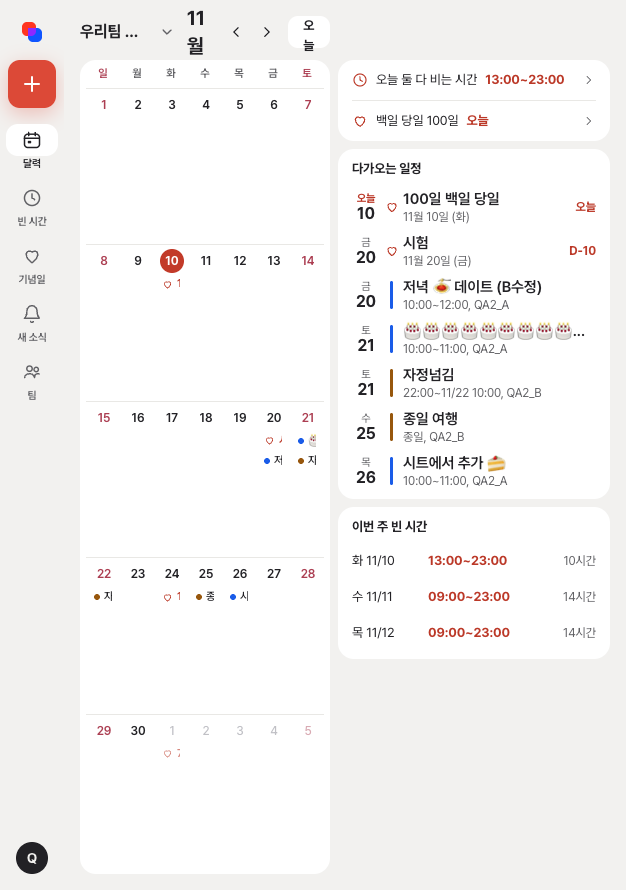 우리팀 ...
11
월
오
늘
달력
빈 시간
기념일
새 소식
팀
Q
일 월 화 수 목 금 토
1 2 3 4 5 6 7
8 9 10 11 12 13 14
1
15 16 17 18 19 20 21
저 지
22 23 24 25 26 27 28
지 1 종 시
29 30 1 2 3 4 5
오늘 둘 다 비는 시간 13:00~23:00
백일 당일 100일 오늘
다가오는 일정
오늘
10
100일 백일 당일
11월 10일 (화)
오늘
금
20
시험
11월 20일 (금)
D-10
금
20
저녁 🍝 데이트 (B수정)
10:00~12:00, QA2_A
토
21
🎂🎂🎂🎂🎂🎂🎂🎂🎂...
10:00~11:00, QA2_A
토
21
자정넘김
22:00~11/22 10:00, QA2_B
수
25
종일 여행
종일, QA2_B
목
26
시트에서 추가 🍰
10:00~11:00, QA2_A
이번 주 빈 시간
화 11/10 13:00~23:00 10시간
수 11/11 09:00~23:00 14시간
목 11/12 09:00~23:00 14시간